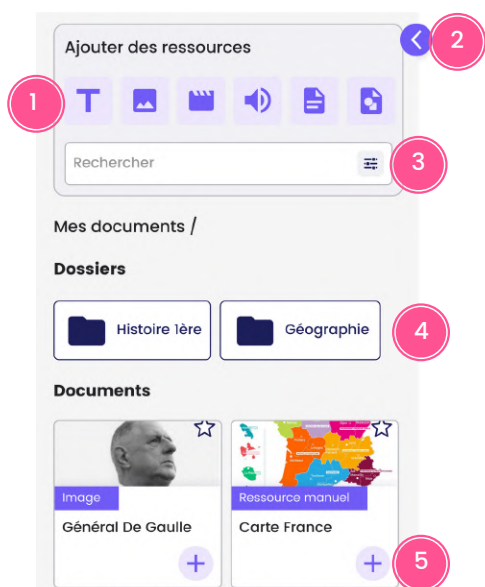 Ajouter des ressources
2
1
T
Rechercher
3
Mes documents /
Dossiers
Histoire 1ère
Géographie
4
Documents
Image
Ressource manuel
Général De Gaulle
Carte France
5